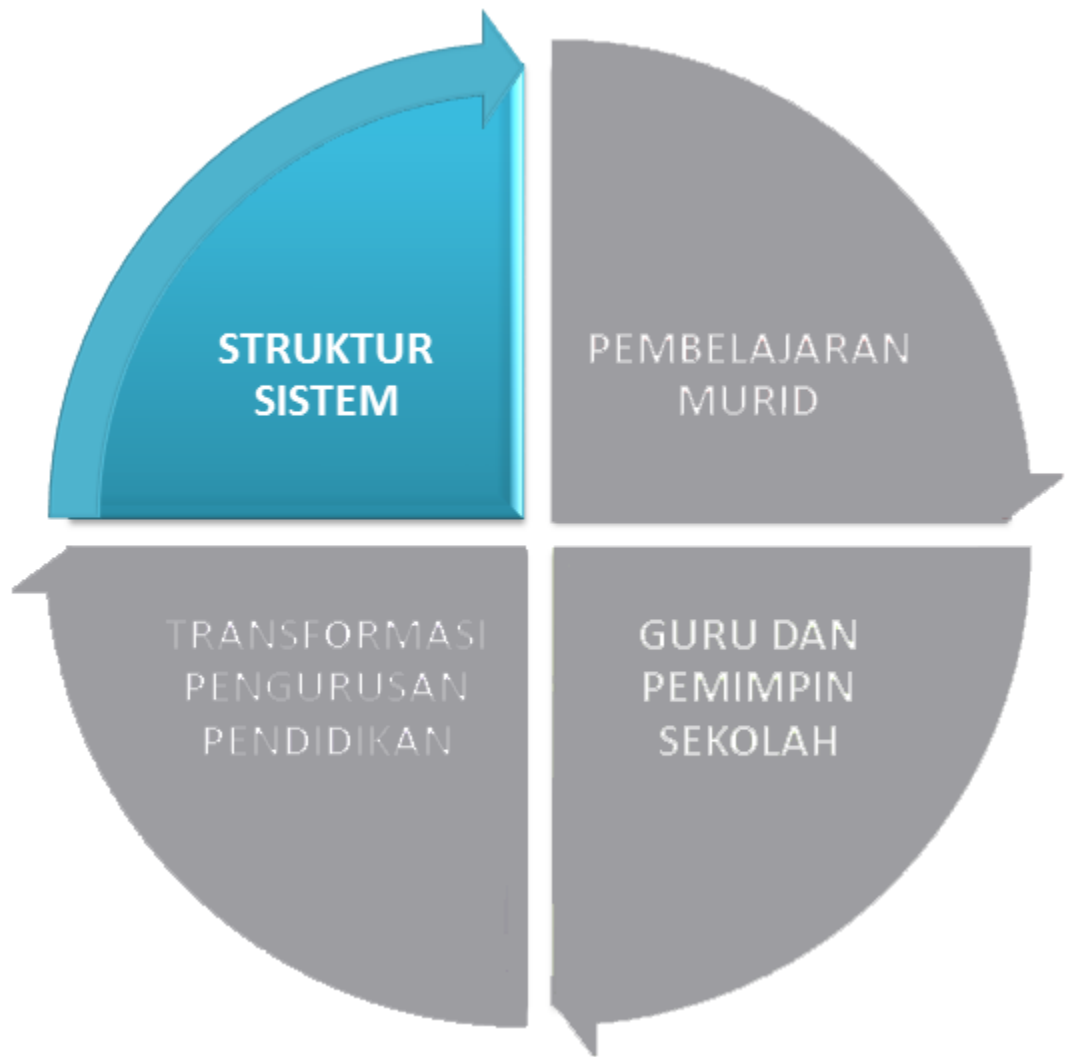 STRUKTUR
SISTEM
PEMBELAJARAN
MURID
TRANSFORMASI
PENGURUSAN
PENDIDIKAN
GURU DAN
PEMIMPIN
SEKOLAH